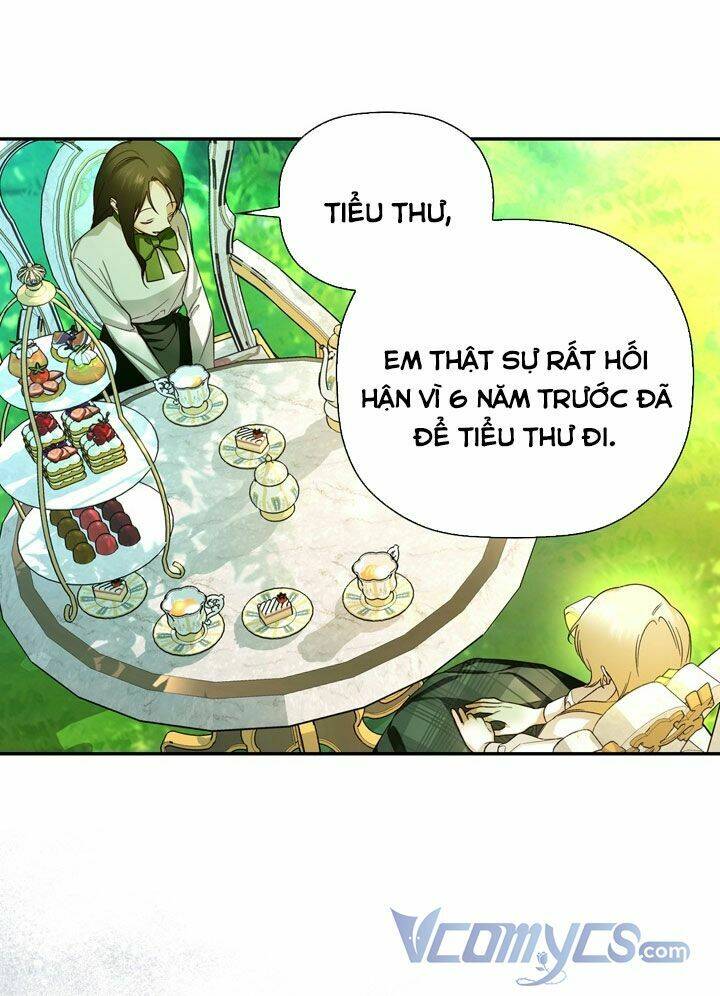 TIỂU THƯ,
EM THẬT SỰ RẤT HỐI
HẬN VÌ 6 NĂM TRƯỚC ĐÃ
ĐỂ TIỂU THƯ ĐI.
VCOMYCS.com